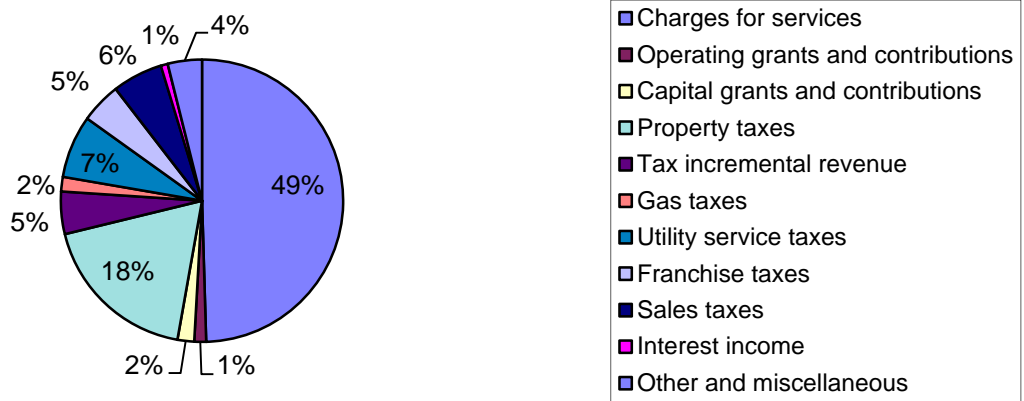 1%
4%
6%
5%
7%
2%
5%
49%
18%
2%
1%
Charges for services
Operating grants and contributions
Capital grants and contributions
Property taxes
Tax incremental revenue
Gas taxes
Utility service taxes
Franchise taxes
Sales taxes
Interest income
Other and miscellaneous